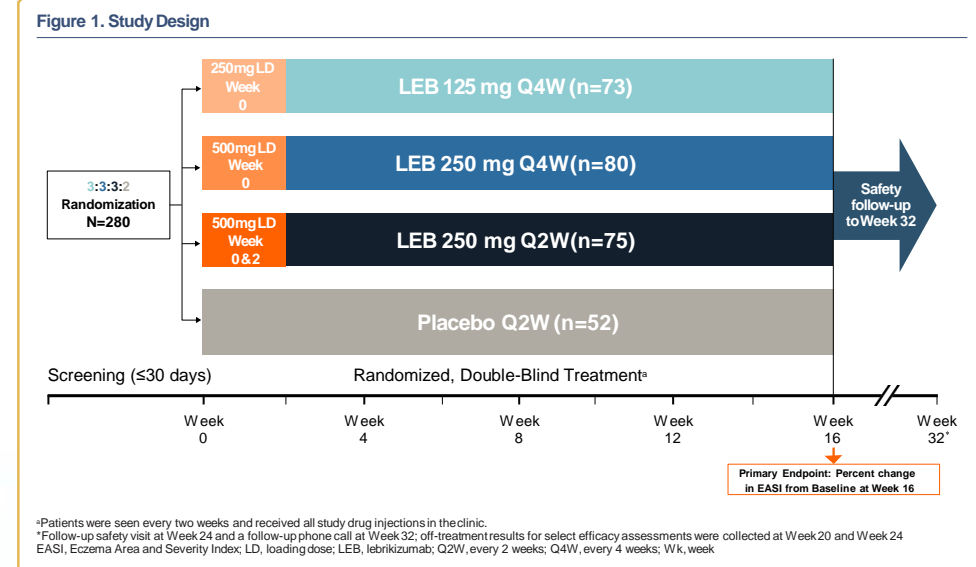 Figure 1. Study Design
250mg LD
Week
0
LEB 125 mg Q4W (n=73)
500mg LD
Week
0
LEB 250 mg Q4W(n=80)
3:3:3:2
Randomization
N=280
Safety
follow-up
to Week 32
500mg LD
Week
0 & 2
LEB 250 mg Q2W(n=75)
Placebo Q2W (n=52)
Screening (≤30 days)
Randomized, Double-Blind Treatmentᵃ
Week
0
Week
4
Week
8
Week
12
Week
16
Week
32*
Primary Endpoint: Percent change
in EASI from Baseline at Week 16
ᵃPatients were seen every two weeks and received all study drug injections in the clinic.
*Follow-up safety visit at Week 24 and a follow-up phone call at Week 32; off-treatment results for select efficacy assessments were collected at Week 20 and Week 24
EASI, Eczema Area and Severity Index; LD, loading dose; LEB, lebrikizumab; Q2W, every 2 weeks; Q4W, every 4 weeks; Wk, week